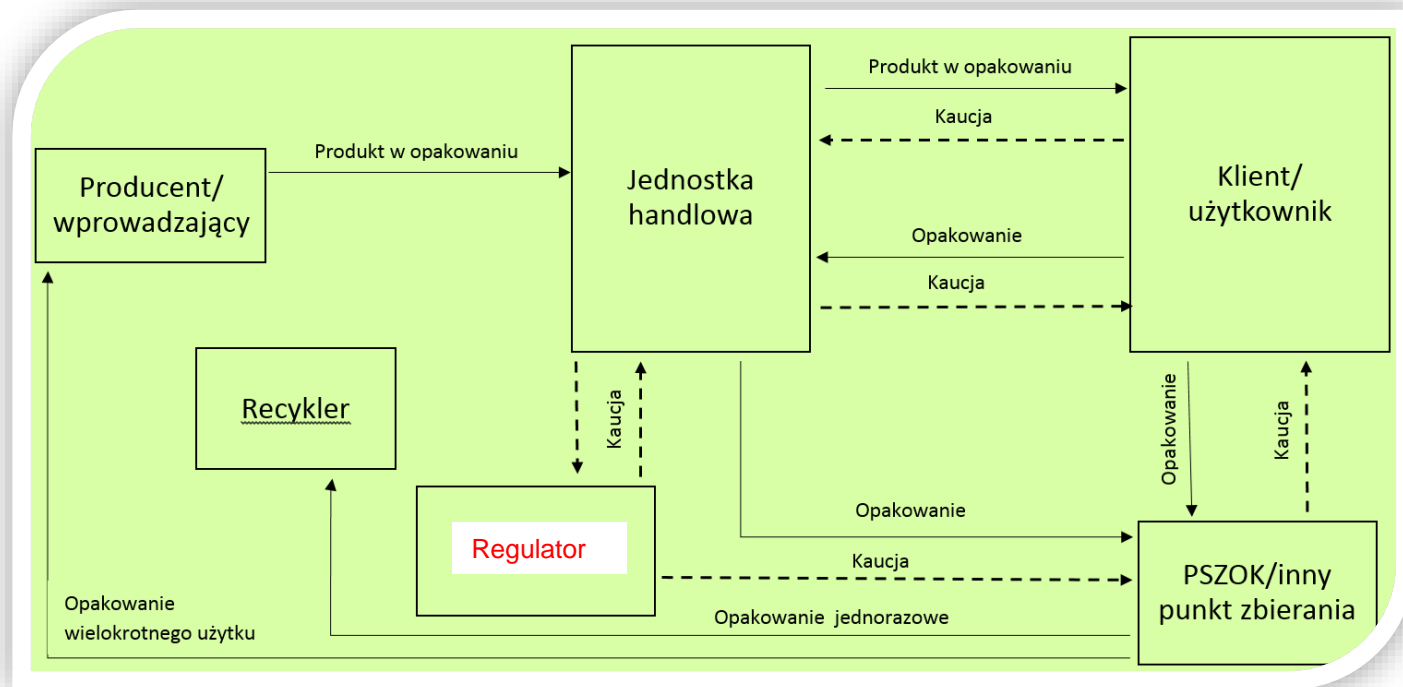 Produkt w opakowaniu
Kaucja
Produkt w opakowaniu
Producent/
wprowadzający
Jednostka
handlowa
Klient/
użytkownik
Opakowanie
Kaucja
Recykler
Kaucja
Opakowanie
Kaucja
Opakowanie
Regulator
Kaucja
PSZOK/inny
punkt zbierania
Opakowanie
wielokrotnego użytku
Opakowanie jednorazowe